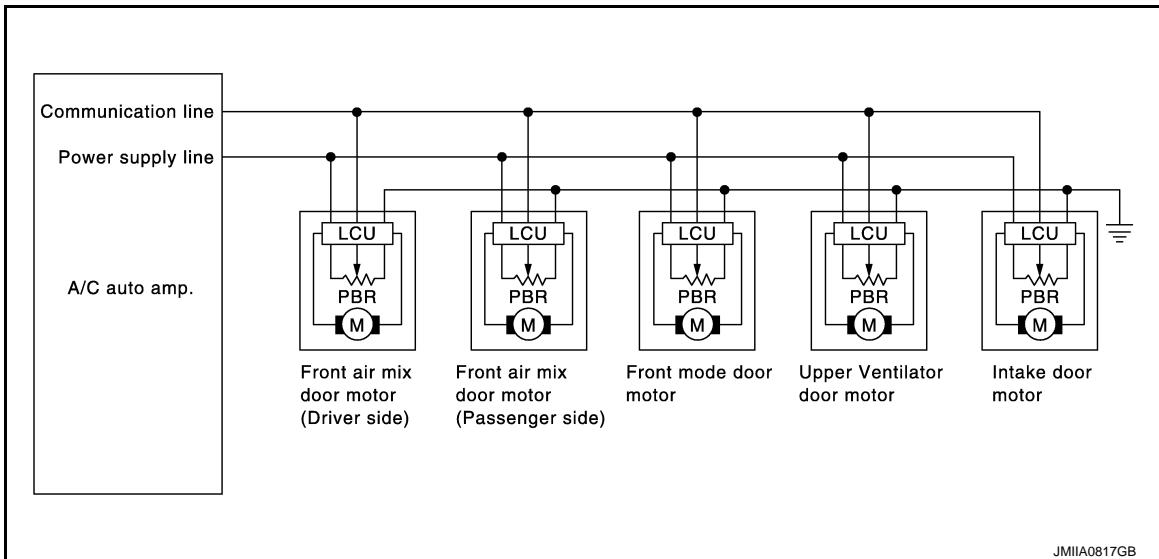 Communication line
Power supply line
A/C auto amp.
LCU
PBR
M
LCU
PBR
M
LCU
PBR
M
LCU
PBR
M
LCU
PBR
M
Front air mix
door motor
(Driver side)
Front air mix
door motor
(Passenger side)
Front mode door
motor
Upper Ventilator
door motor
Intake door
motor
JMIIA0817GB